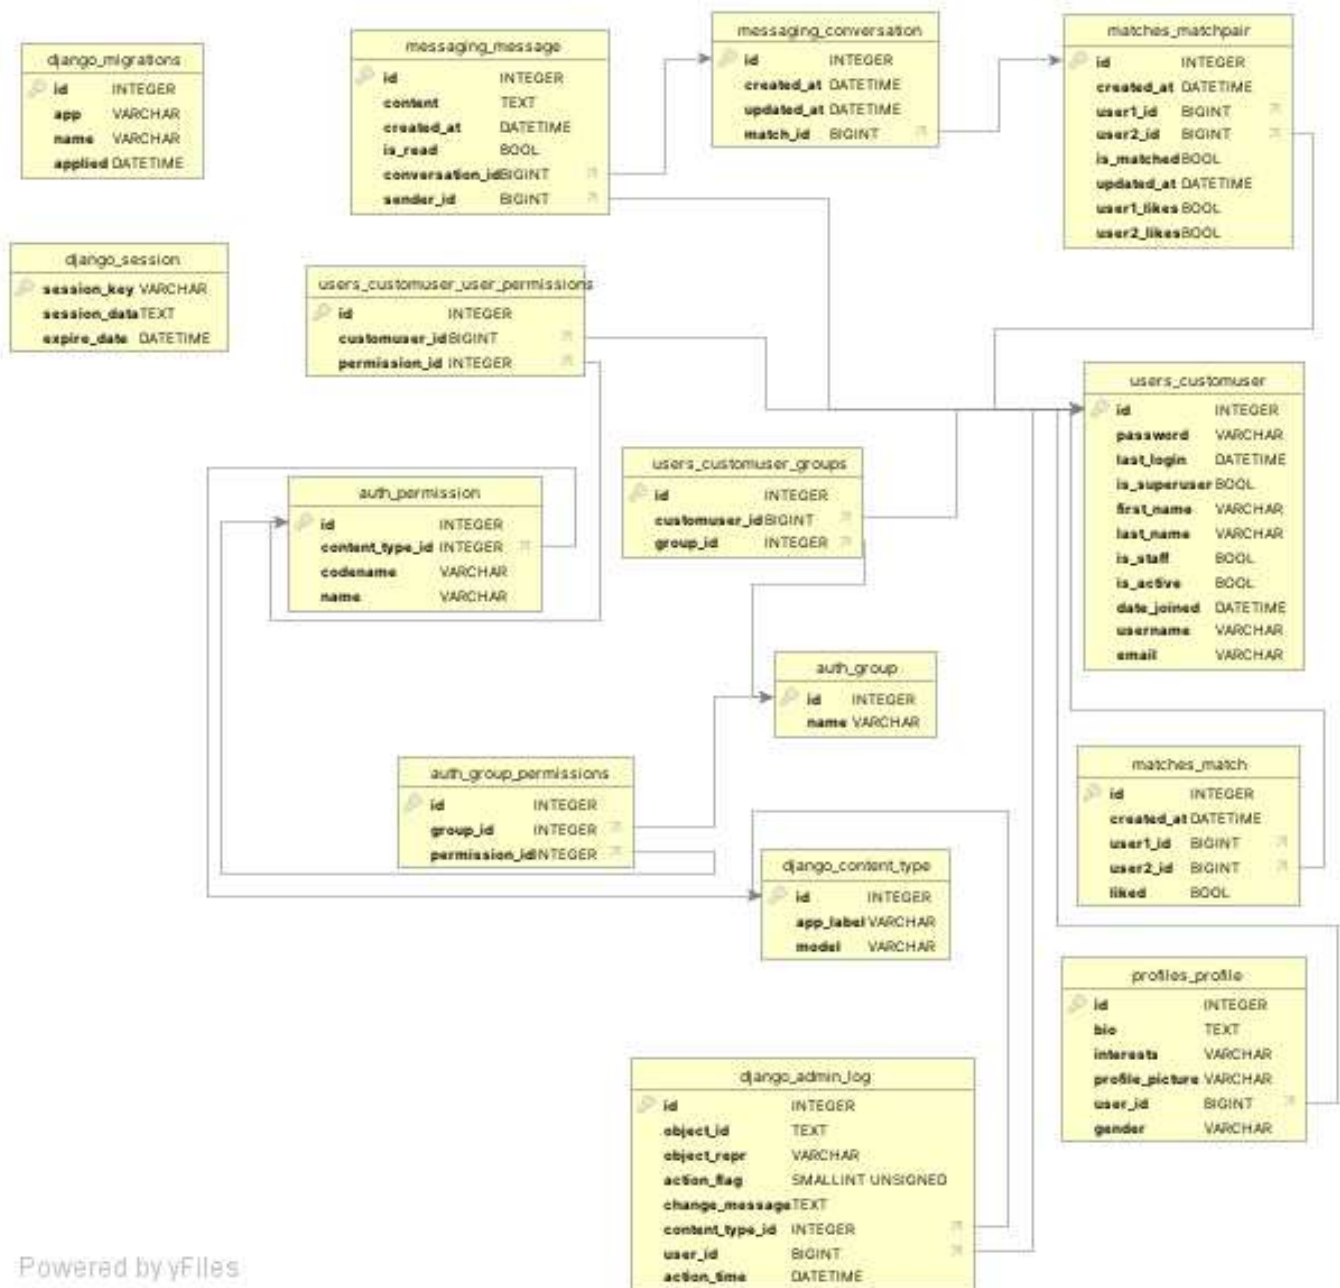 django_migrations
id INTEGER
app VARCHAR
name VARCHAR
applied DATETIME
messaging_message
id INTEGER
content TEXT
created_at DATETIME
is_read BOOL
conversation_id BIGINT
sender_id BIGINT
messaging_conversation
id INTEGER
created_at DATETIME
updated_at DATETIME
match_id BIGINT
matches_matchpair
id INTEGER
created_at DATETIME
user1_id BIGINT
user2_id BIGINT
is_matched BOOL
updated_at DATETIME
user1_likes BOOL
user2_likes BOOL
django_session
session_key VARCHAR
session_data TEXT
expire_date DATETIME
users_customuser_user_permissions
id INTEGER
customuser_id BIGINT
permission_id INTEGER
users_customuser
id INTEGER
password VARCHAR
last_login DATETIME
is_superuser BOOL
first_name VARCHAR
last_name VARCHAR
is_staff BOOL
is_active BOOL
date_joined DATETIME
username VARCHAR
email VARCHAR
users_customuser_groups
id INTEGER
customuser_id BIGINT
group_id INTEGER
auth_permission
id INTEGER
content_type_id INTEGER
codename VARCHAR
name VARCHAR
auth_group
id INTEGER
name VARCHAR
auth_group_permissions
id INTEGER
group_id INTEGER
permission_id INTEGER
matches_match
id INTEGER
created_at DATETIME
user1_id BIGINT
user2_id BIGINT
liked BOOL
django_content_type
id INTEGER
app_label VARCHAR
model VARCHAR
profiles_profile
id INTEGER
bio TEXT
interests VARCHAR
profile_picture VARCHAR
user_id BIGINT
gender VARCHAR
django_admin_log
id INTEGER
object_id TEXT
object_repr VARCHAR
action_flag SMALLINT UNSIGNED
change_message TEXT
content_type_id INTEGER
user_id BIGINT
action_time DATETIME
Powered by yFiles